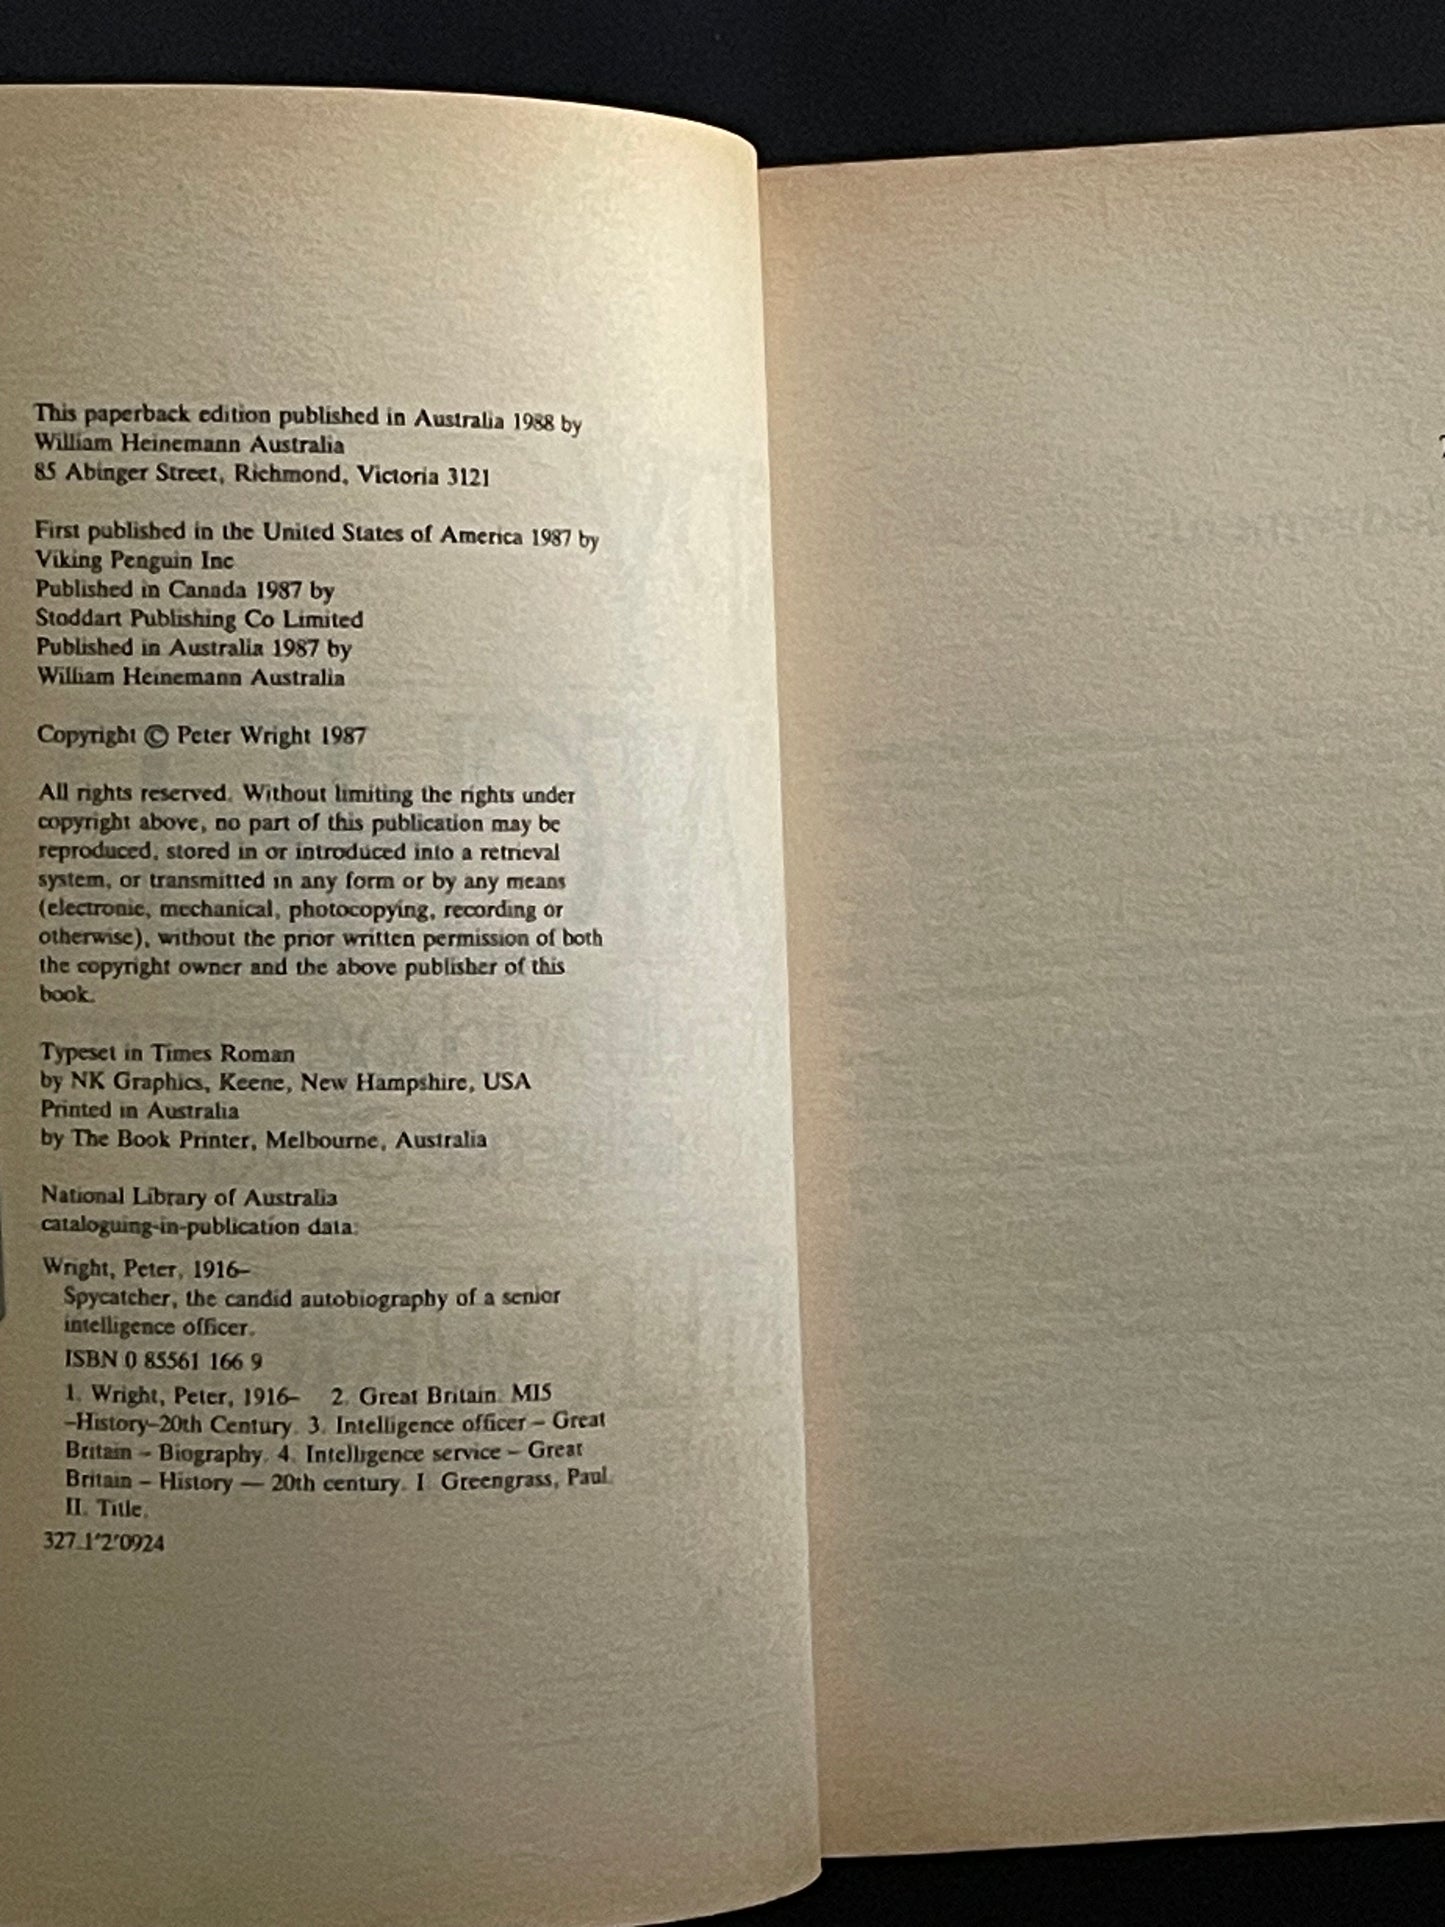 This paperback edition published in Australia 1988 by
William Heinemann Australia
85 Abinger Street, Richmond, Victoria 3121
First published in the United States of America 1987 by
Viking Penguin Inc
Published in Canada 1987 by
Stoddart Publishing Co Limited
Published in Australia 1987 by
William Heinemann Australia
Copyright © Peter Wright 1987
All rights reserved. Without limiting the rights under
copyright above, no part of this publication may be
reproduced, stored in or introduced into a retrieval
system, or transmitted in any form or by any means
(electronic, mechanical, photocopying, recording or
otherwise), without the prior written permission of both
the copyright owner and the above publisher of this
book.
Typeset in Times Roman
by NK Graphics, Keene, New Hampshire, USA
Printed in Australia
by The Book Printer, Melbourne, Australia
National Library of Australia
cataloguing-in-publication data:
Wright, Peter, 1916–
Spycatcher, the candid autobiography of a senior
intelligence officer.
ISBN 0 85561 166 9
1. Wright, Peter, 1916– 2. Great Britain. MI5
–History–20th Century. 3. Intelligence officer – Great
Britain – Biography. 4. Intelligence service – Great
Britain – History — 20th century. I. Greengrass, Paul.
II. Title.
327.1'2'0924